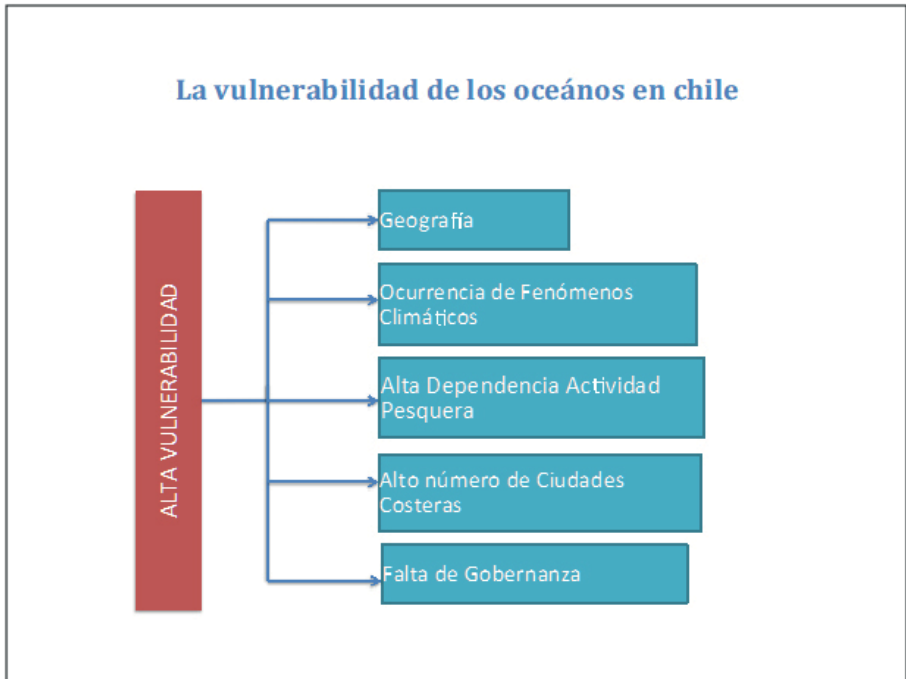 La vulnerabilidad de los oceános en chile
ALTA VULNERABILIDAD
Geografía
Ocurrencia de Fenómenos
Climáticos
Alta Dependencia Actividad
Pesquera
Alto número de Ciudades
Costeras
Falta de Gobernanza